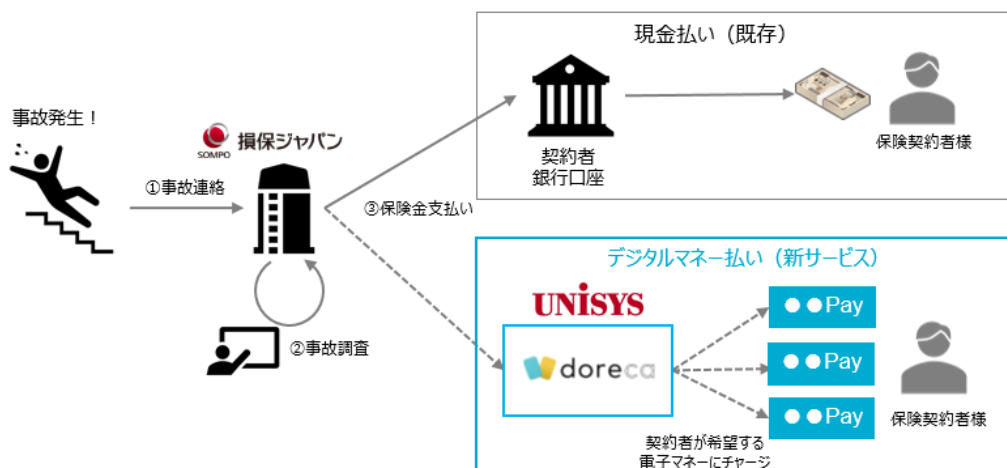 現金払い（既存）
事故発生！
SOMPO
損保ジャパン
①事故連絡
契約者
銀行口座
保険契約者様
③保険金支払い
②事故調査
デジタルマネー払い（新サービス）
UNISYS
doreca
●●Pay
●●Pay
●●Pay
保険契約者様
契約者が希望する
電子マネーにチャージ